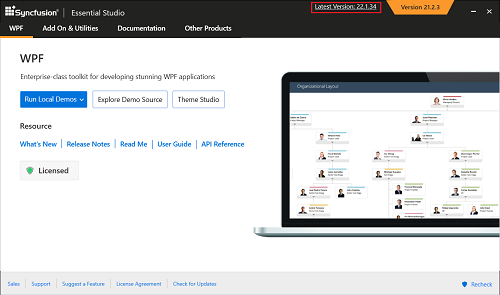 Syncfusion® Essential Studio
Latest Version: 22.1.34
Version 21.2.3
WPF Add On & Utilities Documentation Other Products
WPF
Enterprise-class toolkit for developing stunning WPF applications
Run Local Demos
Explore Demo Source
Theme Studio
Resource
What's New Release Notes Read Me User Guide API Reference
Licensed
Organizational Layout
Sales Support Suggest a Feature License Agreement Check for Updates
Recheck